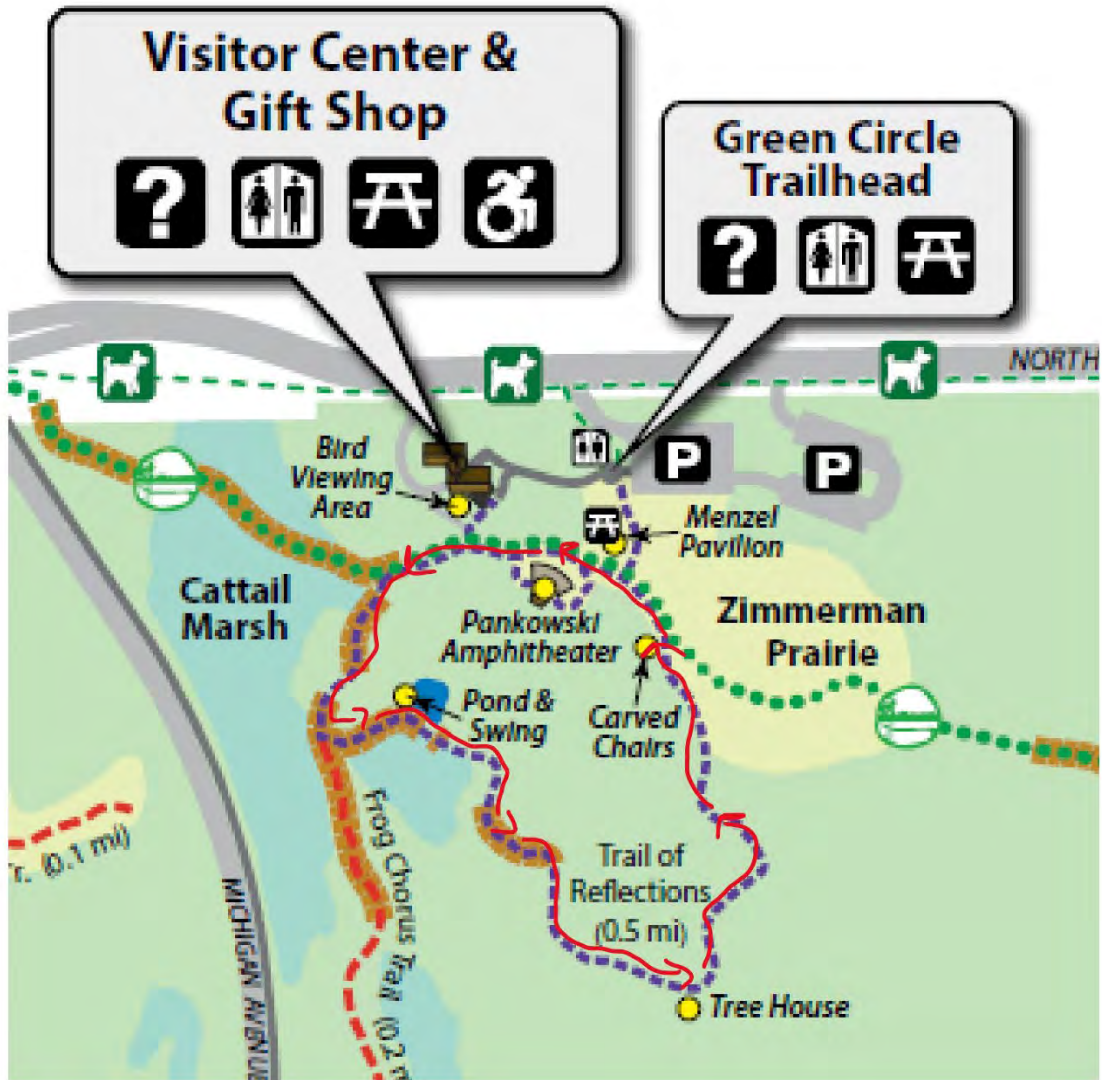 Visitor Center &
Gift Shop
?
Green Circle
Trailhead
?
NORTH
Bird
Viewing
Area
P
P
Menzel
Pavilion
Cattail
Marsh
Pankowski
Amphitheater
Zimmerman
Prairie
Pond &
Swing
Carved
Chairs
Frog Chorus Trail (0.2 m
r. (0.1 mi)
Trail of
Reflections
(0.5 mi)
MICHIGAN AVENUE
Tree House